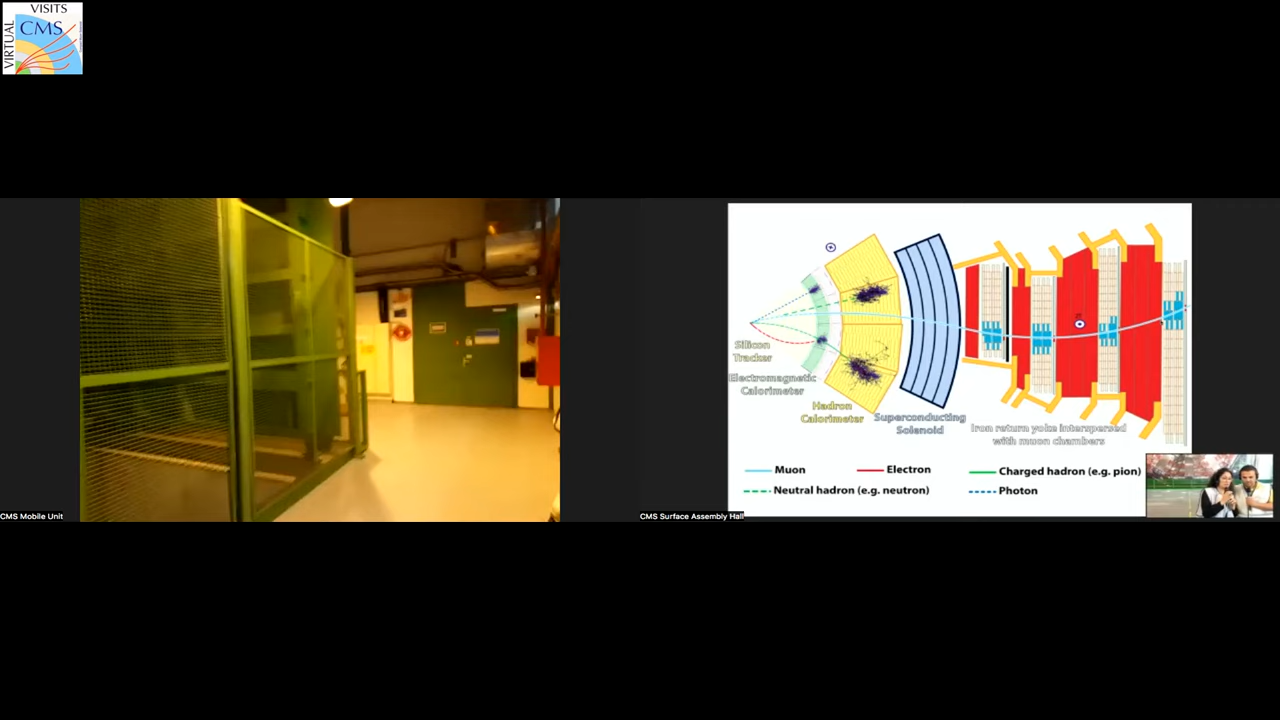 VISITS
CMS
VIRTUAL
Silicon
Tracker
Electromagnetic
Calorimeter
Hadron
Calorimeter
Superconducting
Solenoid
Iron return yoke interspersed
with muon chambers
Muon
Electron
Charged hadron (e.g. pion)
Neutral hadron (e.g. neutron)
Photon
CMS Mobile Unit
CMS Surface Assembly Hall